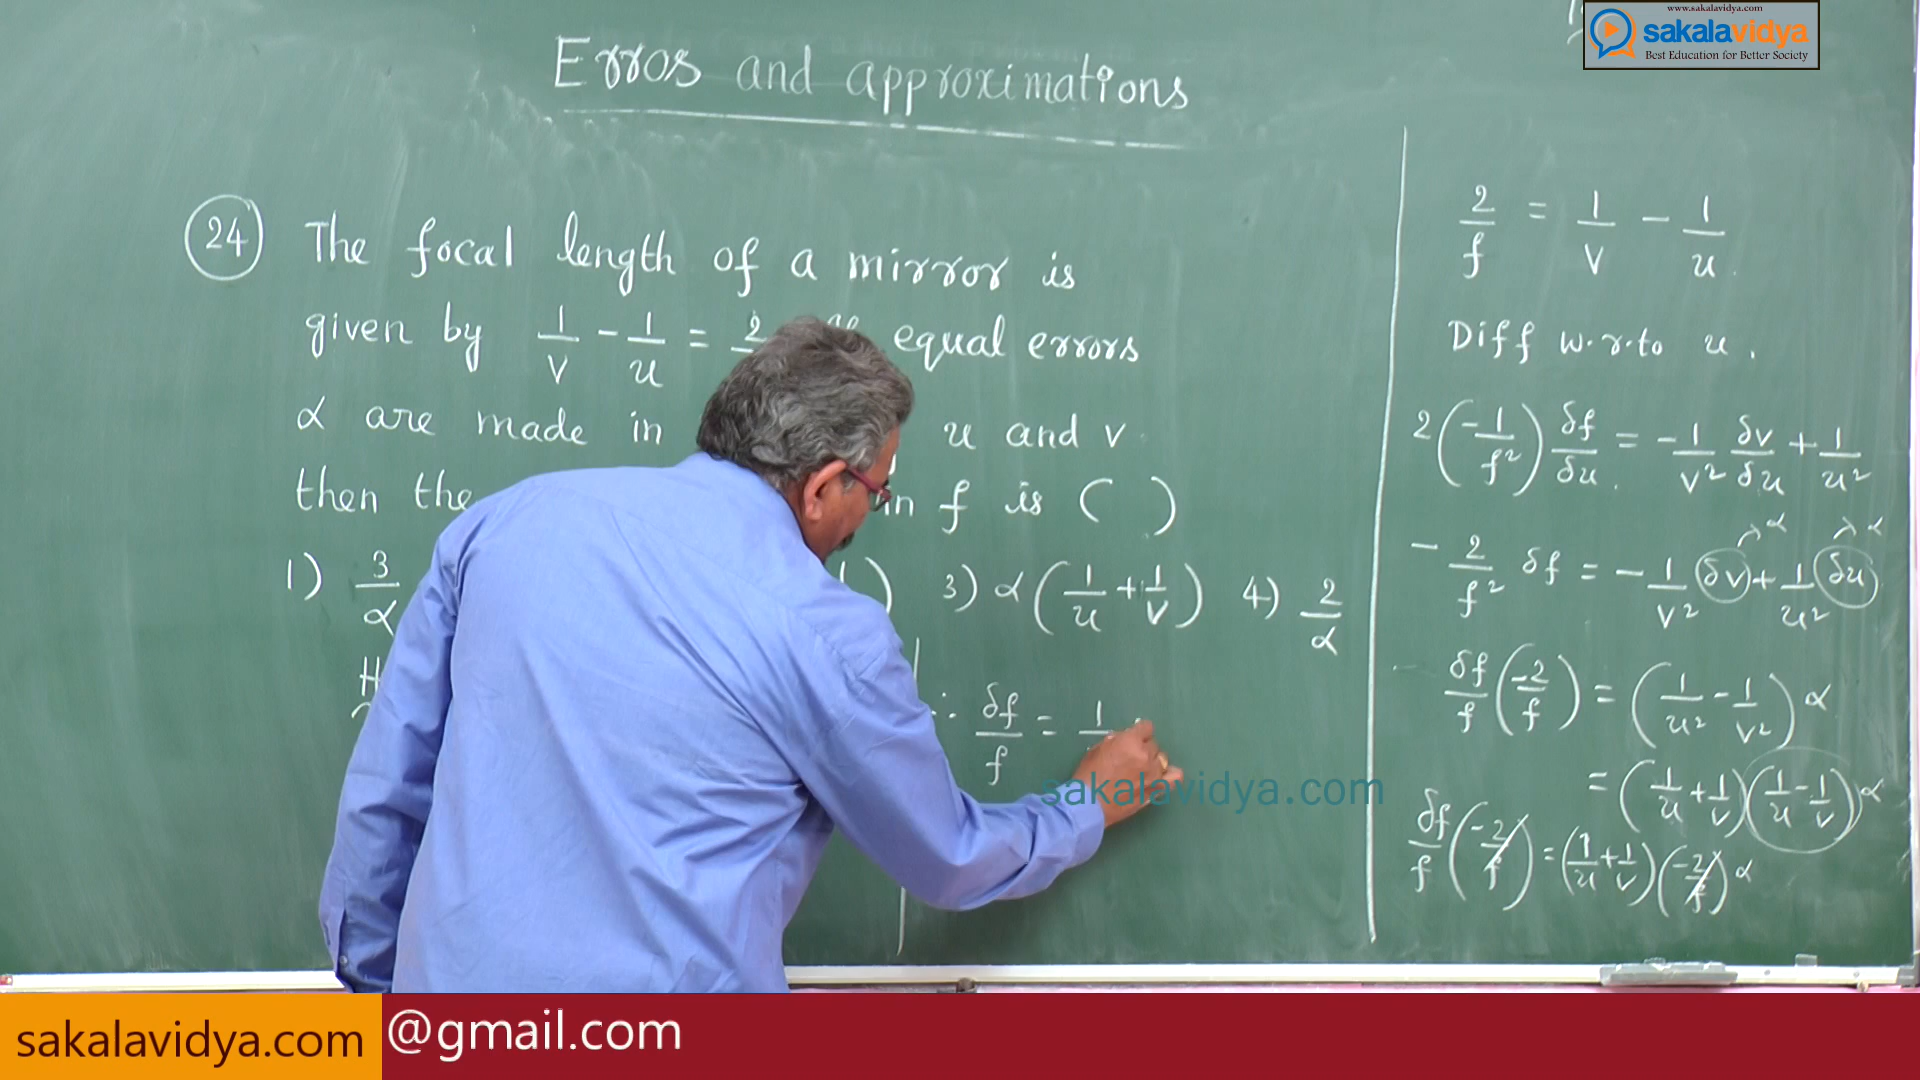 www.sakalavidya.com
sakalavidya
Best Education for Better Society
Erros and approximations
24 The focal length of a mirror is
given by 1/v - 1/u = 2 equal errors
α are made in u and v
then the in f is ( )
1) 3/α ) 3) α(1/u + 1/v) 4) 2/α
∴ δf/f = 1
2/f = 1/v - 1/u.
Diff w.r.to u.
2(-1/f²) δf/δu = -1/v² δv/δu + 1/u²
α α
-2/f² δf = -1/v² δv + 1/u² δu
δf/f (-2/f) = (1/u² - 1/v²) α
= (1/u + 1/v)(1/u - 1/v) α
δf/f (-2/f) = (1/u + 1/v)(-2/f) α
sakalavidya.com
sakalavidya.com @gmail.com